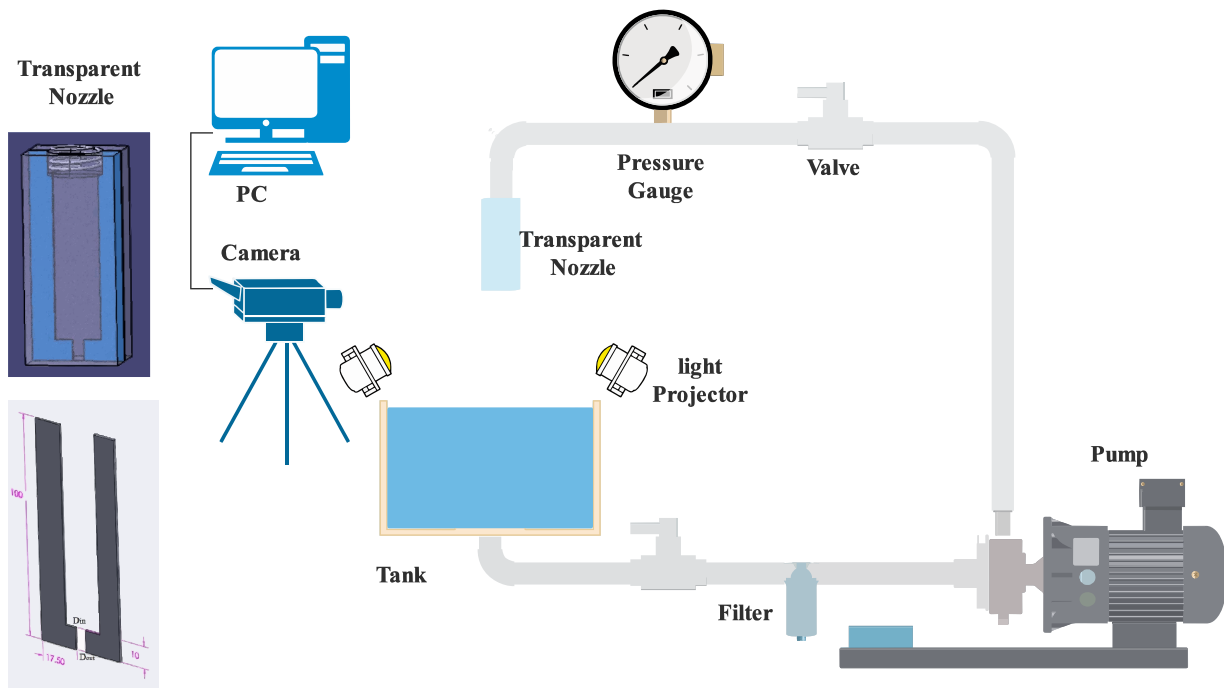 Transparent
Nozzle
PC
Camera
Pressure
Gauge
Valve
Transparent
Nozzle
light
Projector
Pump
Tank
Filter
100
Din
Dout
17.50
10